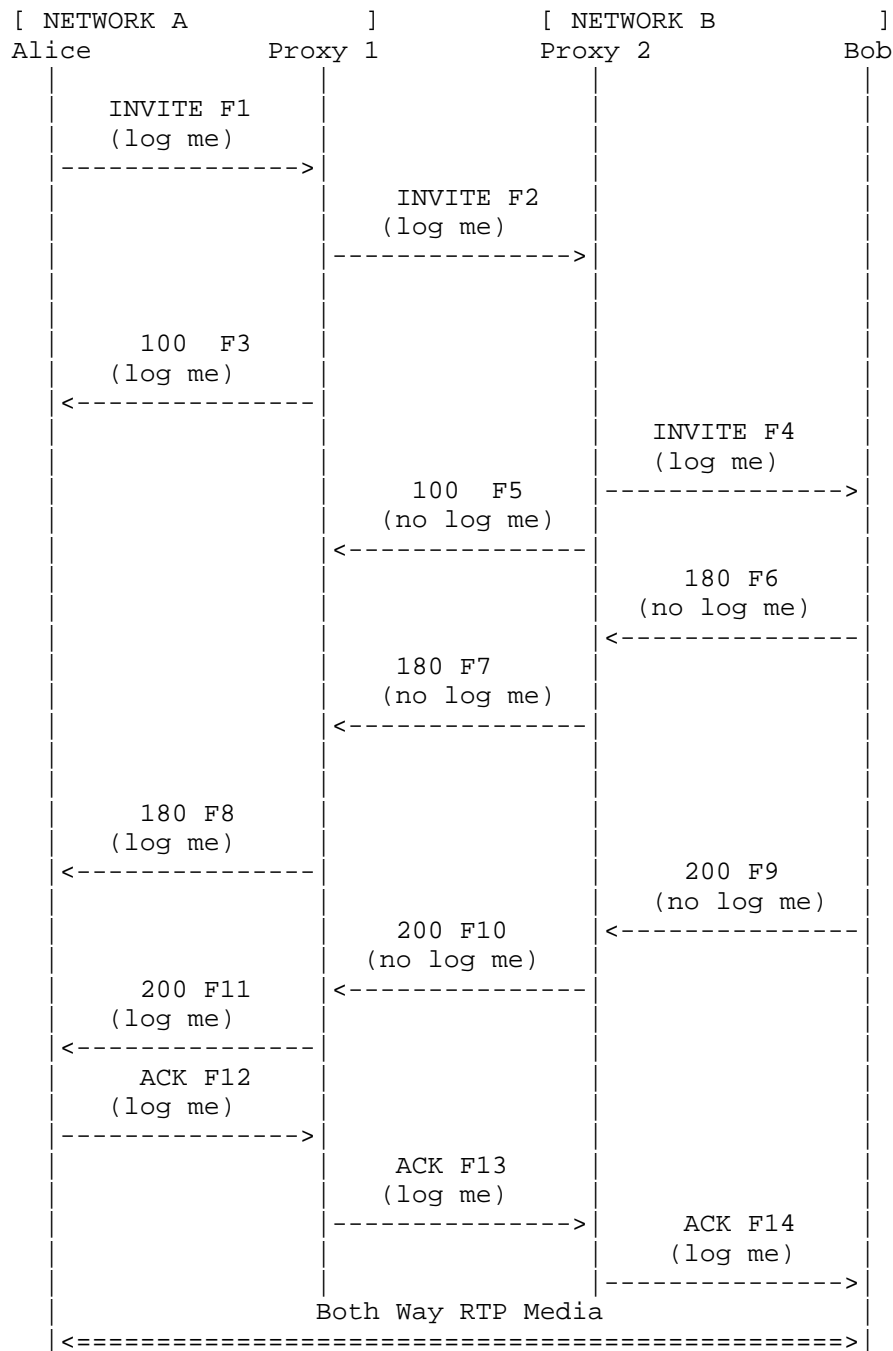 [ NETWORK A ] [ NETWORK B ]
Alice Proxy 1 Proxy 2 Bob
INVITE F1
(log me)
INVITE F2
(log me)
100 F3
(log me)
INVITE F4
(log me)
100 F5
(no log me)
180 F6
(no log me)
180 F7
(no log me)
180 F8
(log me)
200 F9
(no log me)
200 F10
(no log me)
200 F11
(log me)
ACK F12
(log me)
ACK F13
(log me)
ACK F14
(log me)
Both Way RTP Media